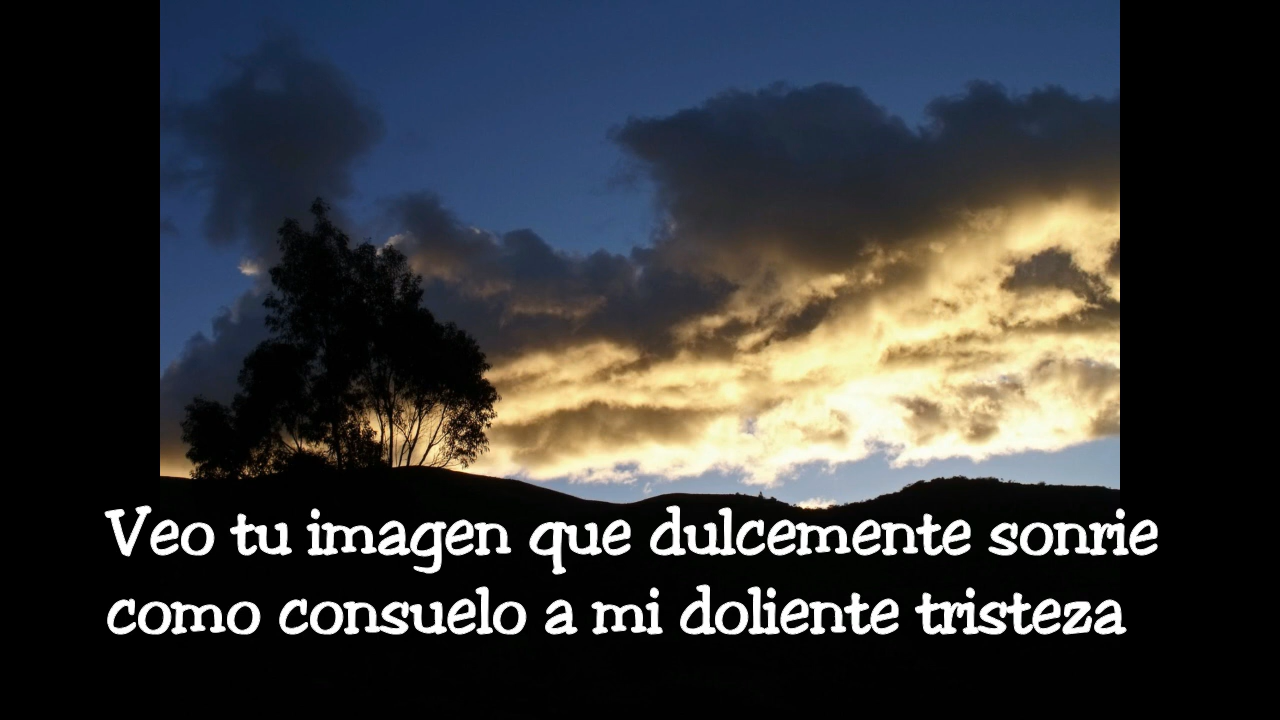 Veo tu imagen que dulcemente sonrie
como consuelo a mi doliente tristeza